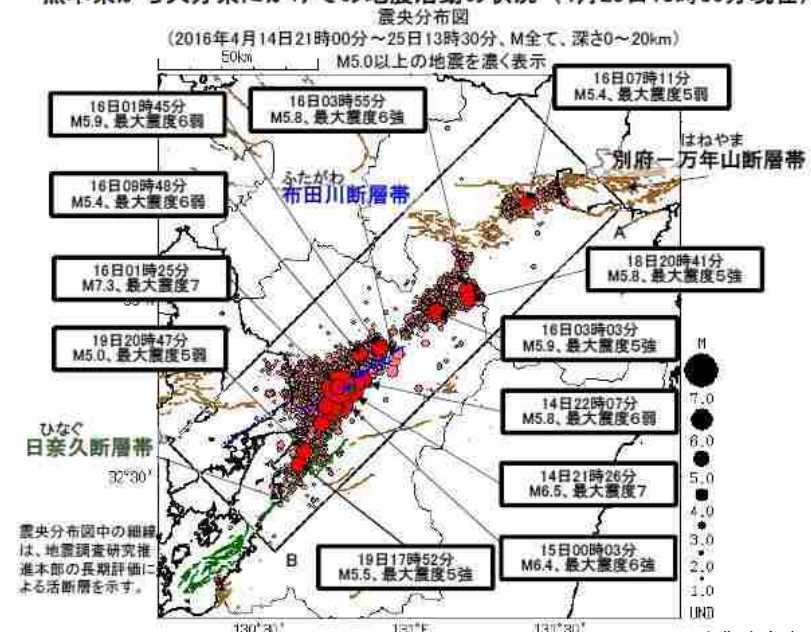 震央分布図
(2016年4月14日21時00分～25日13時30分、M全て、深さ0～20km)
50km
M5.0以上の地震を濃く表示
16日07時11分
M5.4、最大震度5弱
16日01時45分
M5.9、最大震度6弱
16日03時55分
M5.8、最大震度6強
はねやま
別府－万年山断層帯
ふたがわ
布田川断層帯
16日09時48分
M5.4、最大震度6弱
A
18日20時41分
M5.8、最大震度5強
16日01時25分
M7.3、最大震度7
16日03時03分
M5.9、最大震度5強
19日20時47分
M5.0、最大震度5弱
M
7.0
6.0
5.0
4.0
3.0
2.0
1.0
UND
14日22時07分
M5.8、最大震度6弱
ひなぐ
日奈久断層帯
32°30'
14日21時26分
M6.5、最大震度7
震央分布図中の細線
は、地震調査研究推
進本部の長期評価に
よる活断層を示す。
B
19日17時52分
M5.5、最大震度5強
15日00時03分
M6.4、最大震度6強
130°30'
131°E
131°30'